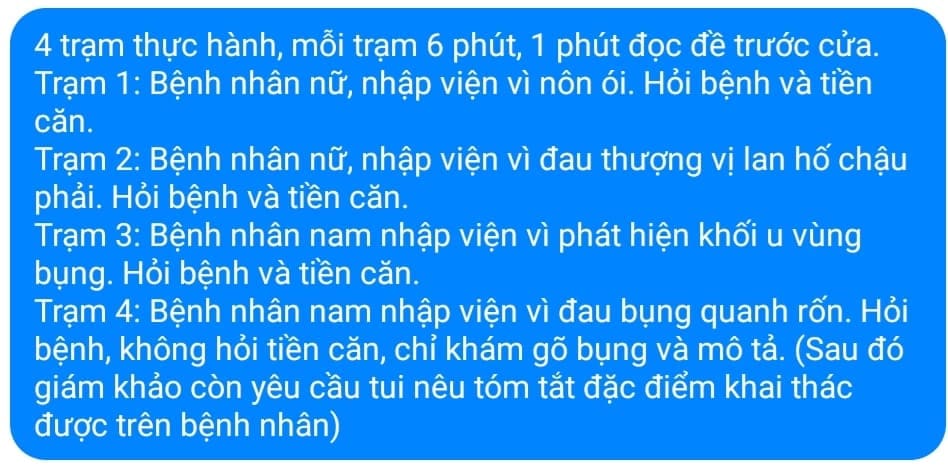 4 trạm thực hành, mỗi trạm 6 phút, 1 phút đọc đề trước cửa.
Trạm 1: Bệnh nhân nữ, nhập viện vì nôn ói. Hỏi bệnh và tiền
căn.
Trạm 2: Bệnh nhân nữ, nhập viện vì đau thượng vị lan hố chậu
phải. Hỏi bệnh và tiền căn.
Trạm 3: Bệnh nhân nam nhập viện vì phát hiện khối u vùng
bụng. Hỏi bệnh và tiền căn.
Trạm 4: Bệnh nhân nam nhập viện vì đau bụng quanh rốn. Hỏi
bệnh, không hỏi tiền căn, chỉ khám gõ bụng và mô tả. (Sau đó
giám khảo còn yêu cầu tui nêu tóm tắt đặc điểm khai thác
được trên bệnh nhân)